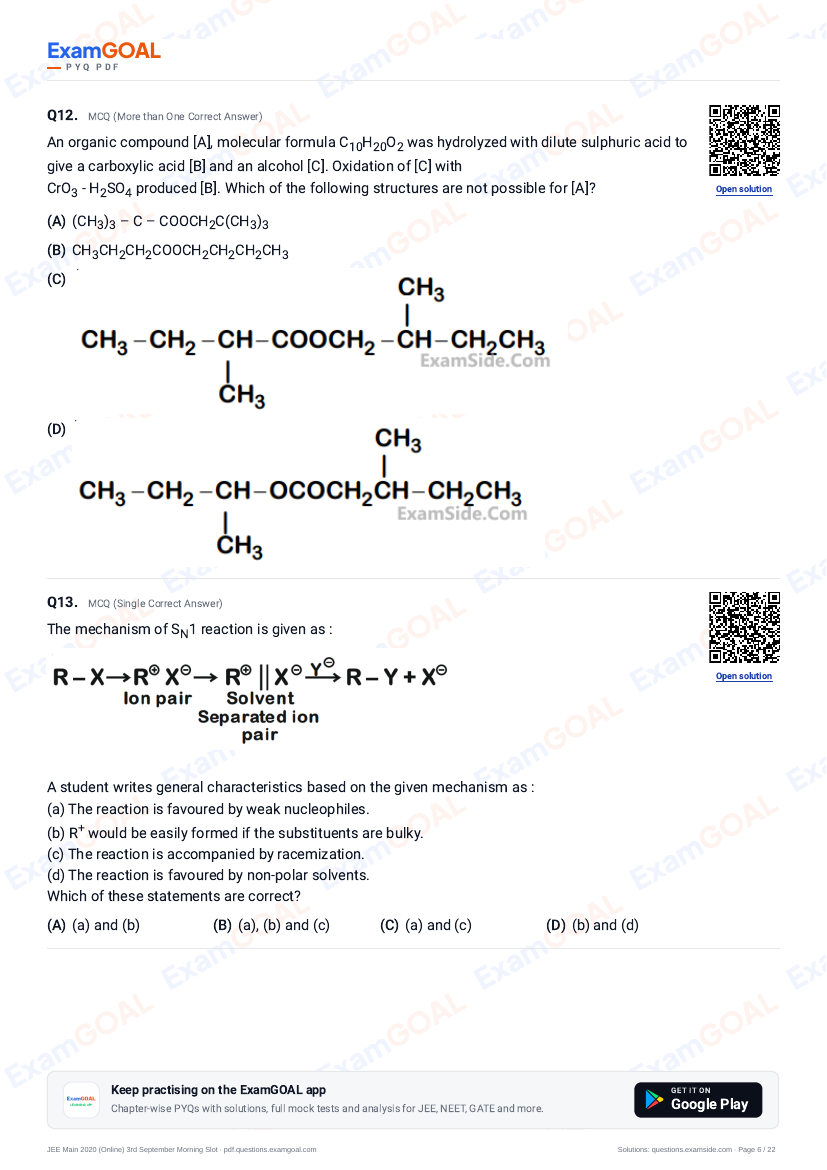 ExamGOAL
PYQ PDF
Q12. MCQ (More than One Correct Answer)
An organic compound [A], molecular formula C10H20O2 was hydrolyzed with dilute sulphuric acid to
give a carboxylic acid [B] and an alcohol [C]. Oxidation of [C] with
CrO3 - H2SO4 produced [B]. Which of the following structures are not possible for [A]?
Open solution
(A) (CH3)3 – C – COOCH2C(CH3)3
(B) CH3CH2CH2COOCH2CH2CH2CH3
(C)
CH3
|
CH3 –CH2 –CH–COOCH2 –CH–CH2CH3
ExamSide.Com
|
CH3
(D)
CH3
|
CH3 –CH2 –CH–OCOCH2CH–CH2CH3
ExamSide.Com
|
CH3
Q13. MCQ (Single Correct Answer)
The mechanism of SN1 reaction is given as :
Open solution
R – X→R⊕ X⊖→ R⊕ || X⊖ Y⊖→ R – Y + X⊖
Ion pair Solvent
Separated ion
pair
A student writes general characteristics based on the given mechanism as :
(a) The reaction is favoured by weak nucleophiles.
(b) R+ would be easily formed if the substituents are bulky.
(c) The reaction is accompanied by racemization.
(d) The reaction is favoured by non-polar solvents.
Which of these statements are correct?
(A) (a) and (b) (B) (a), (b) and (c) (C) (a) and (c) (D) (b) and (d)
Keep practising on the ExamGOAL app
Chapter-wise PYQs with solutions, full mock tests and analysis for JEE, NEET, GATE and more.
ExamGOAL
GET IT ON
Google Play
JEE Main 2020 (Online) 3rd September Morning Slot · pdf.questions.examgoal.com
Solutions: questions.examside.com · Page 6 / 22